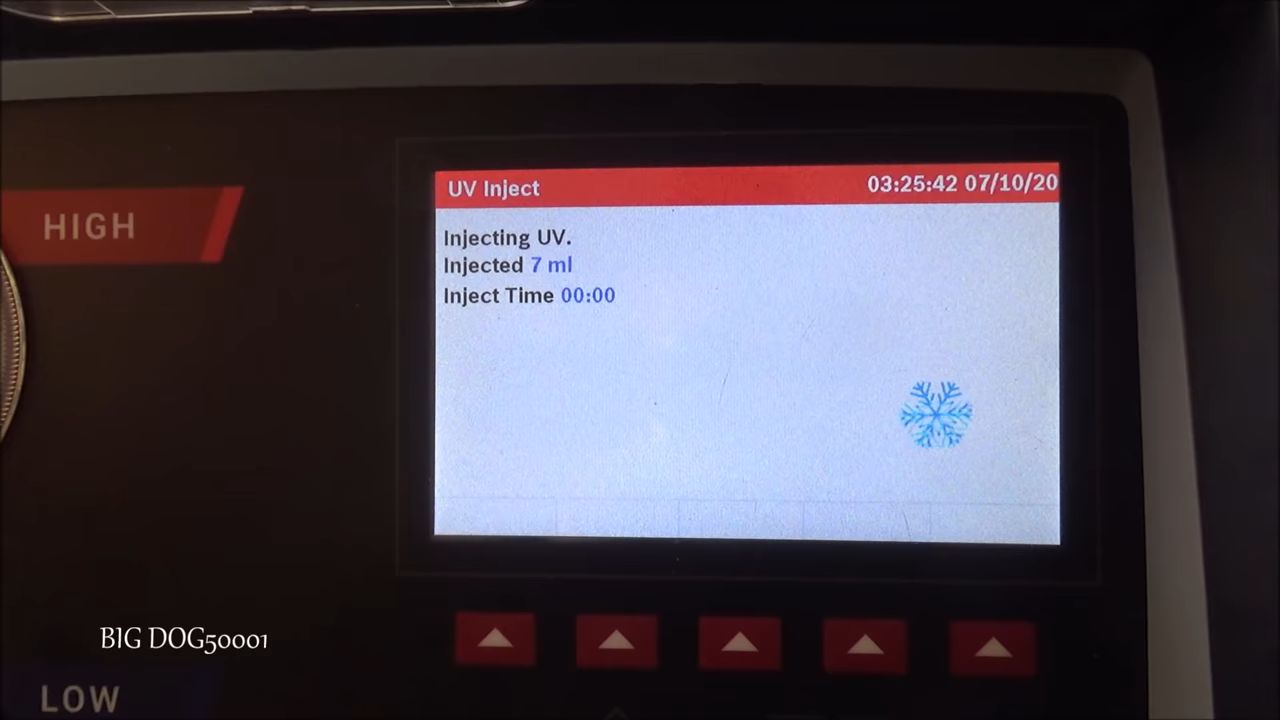 UV Inject 03:25:42 07/10/20
HIGH
Injecting UV.
Injected 7 ml
Inject Time 00:00
BIG DOG50001
LOW